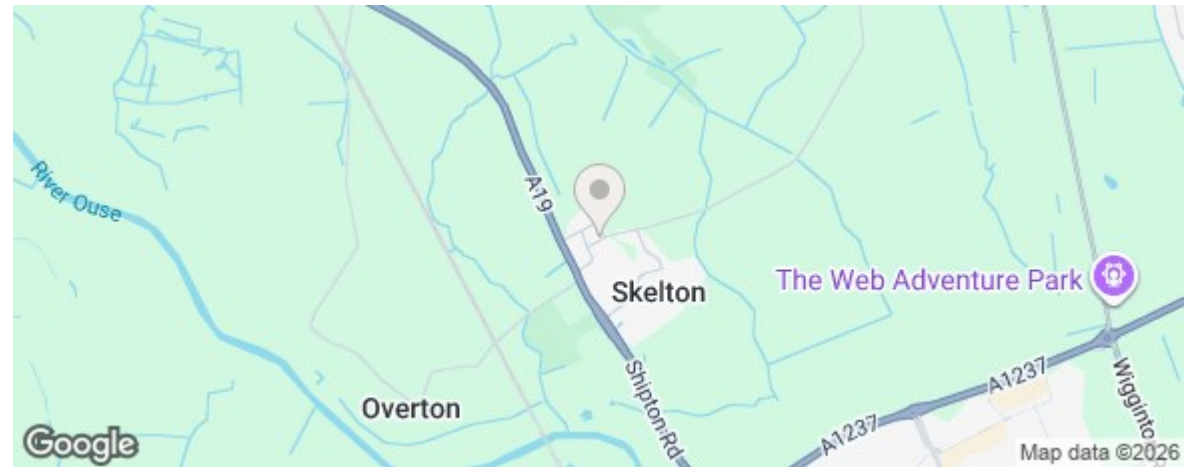 River Ouse
A19
Skelton
The Web Adventure Park
A1237
Shipton Rd
Overton
A1237
Google
Map data ©2026